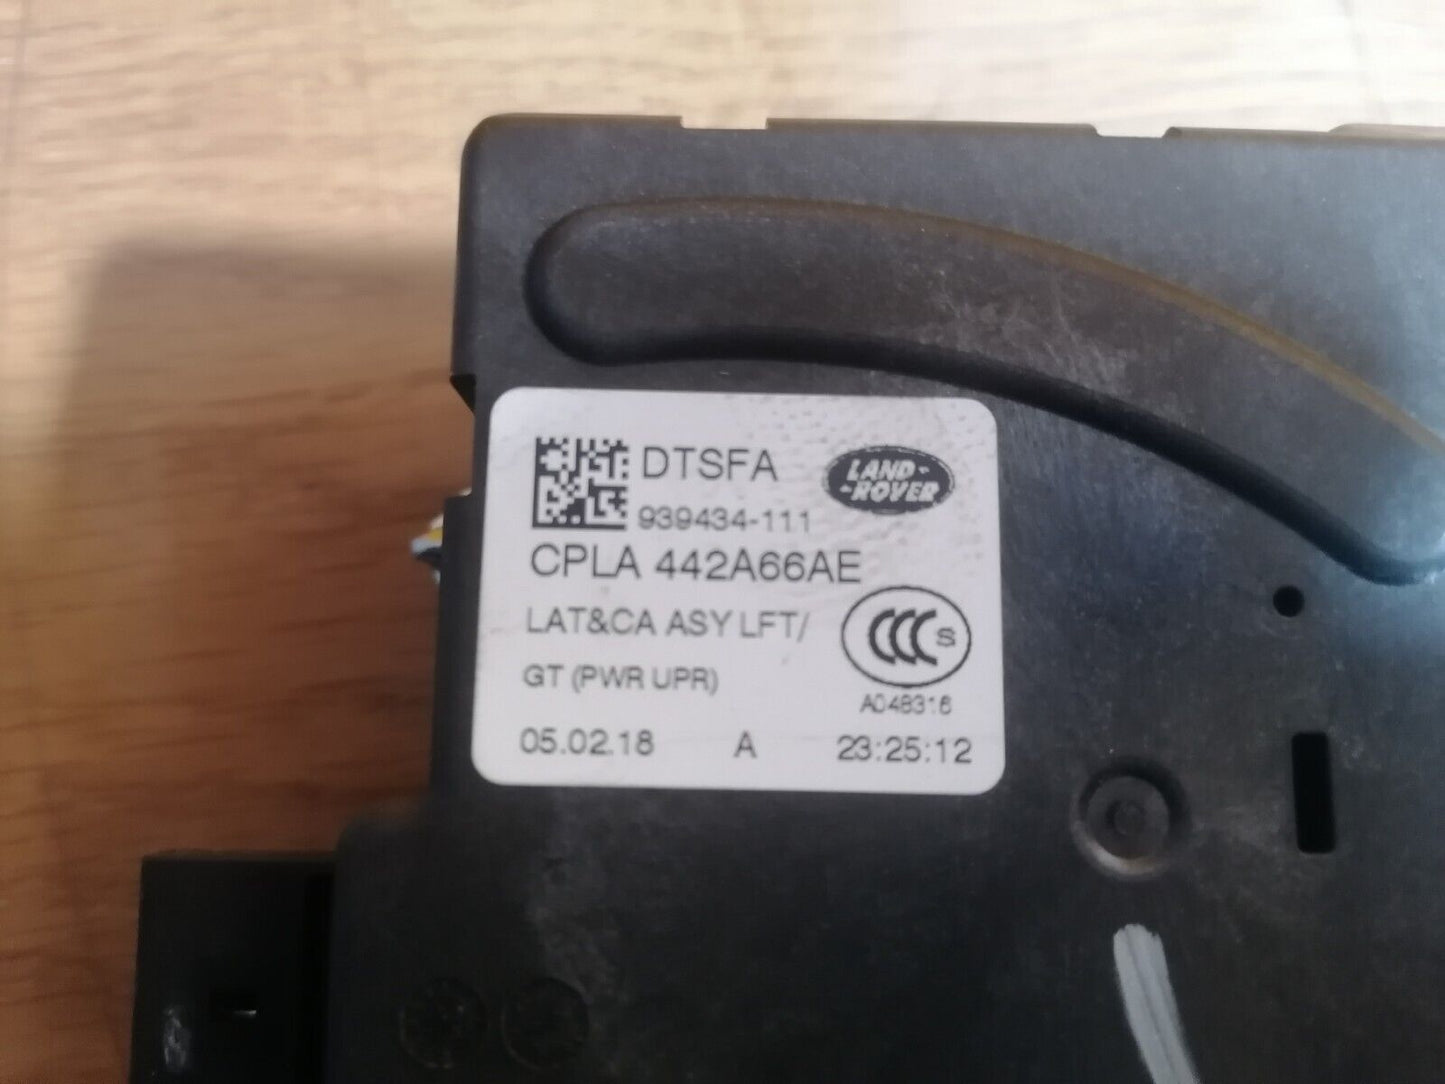 DTSFA
LAND-
-ROVER
939434-111
CPLA 442A66AE
LAT&CA ASY LFT/
GT (PWR UPR)
CCC S
A048316
05.02.18 A 23:25:12